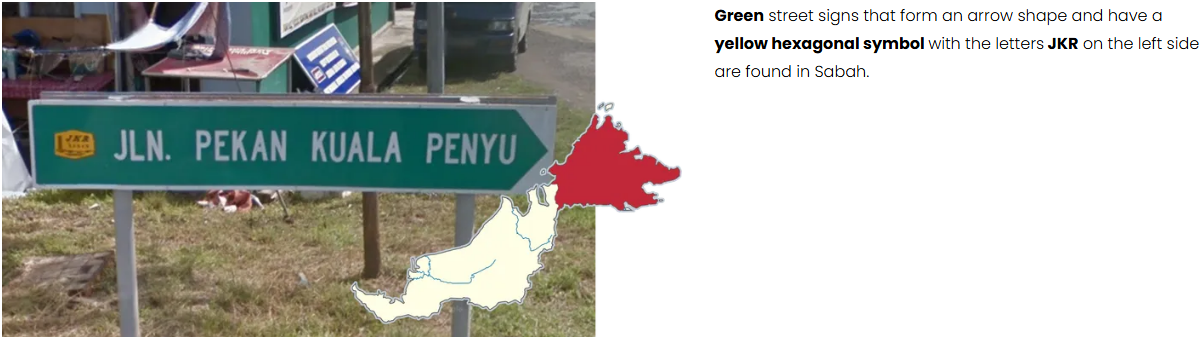 JLN. PEKAN KUALA PENYU
JKR
Green street signs that form an arrow shape and have a
yellow hexagonal symbol with the letters JKR on the left side
are found in Sabah.